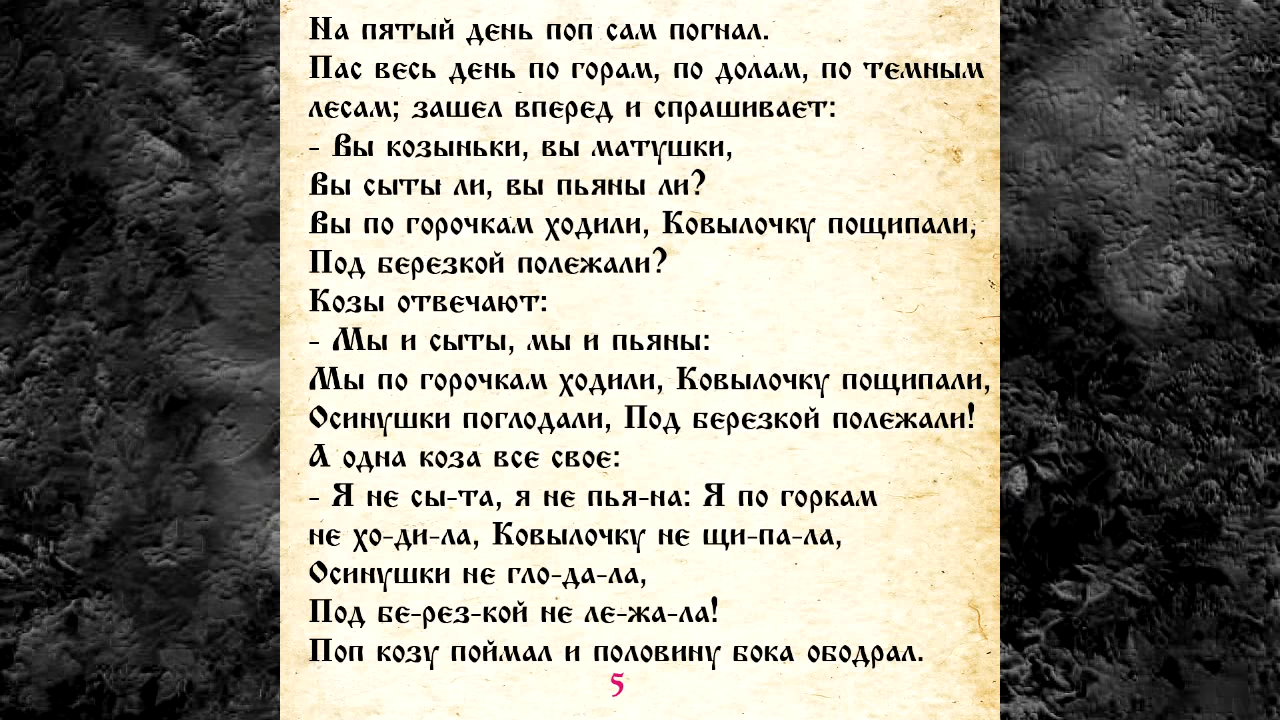 На пятый день поп сам погнал.
Пас весь день по горам, по долам, по темным
лесам; зашел вперед и спрашивает:
- Вы козыньки, вы матушки,
Вы сыты ли, вы пьяны ли?
Вы по горочкам ходили, Ковылочку пощипали,
Под березкой полежали?
Козы отвечают:
- Мы и сыты, мы и пьяны:
Мы по горочкам ходили, Ковылочку пощипали,
Осинушки поглодали, Под березкой полежали!
А одна коза все свое:
- Я не сы-та, я не пья-на: Я по горкам
не хо-ди-ла, Ковылочку не щи-па-ла,
Осинушки не гло-да-ла,
Под бе-рез-кой не ле-жа-ла!
Поп козу поймал и половину бока ободрал.
5